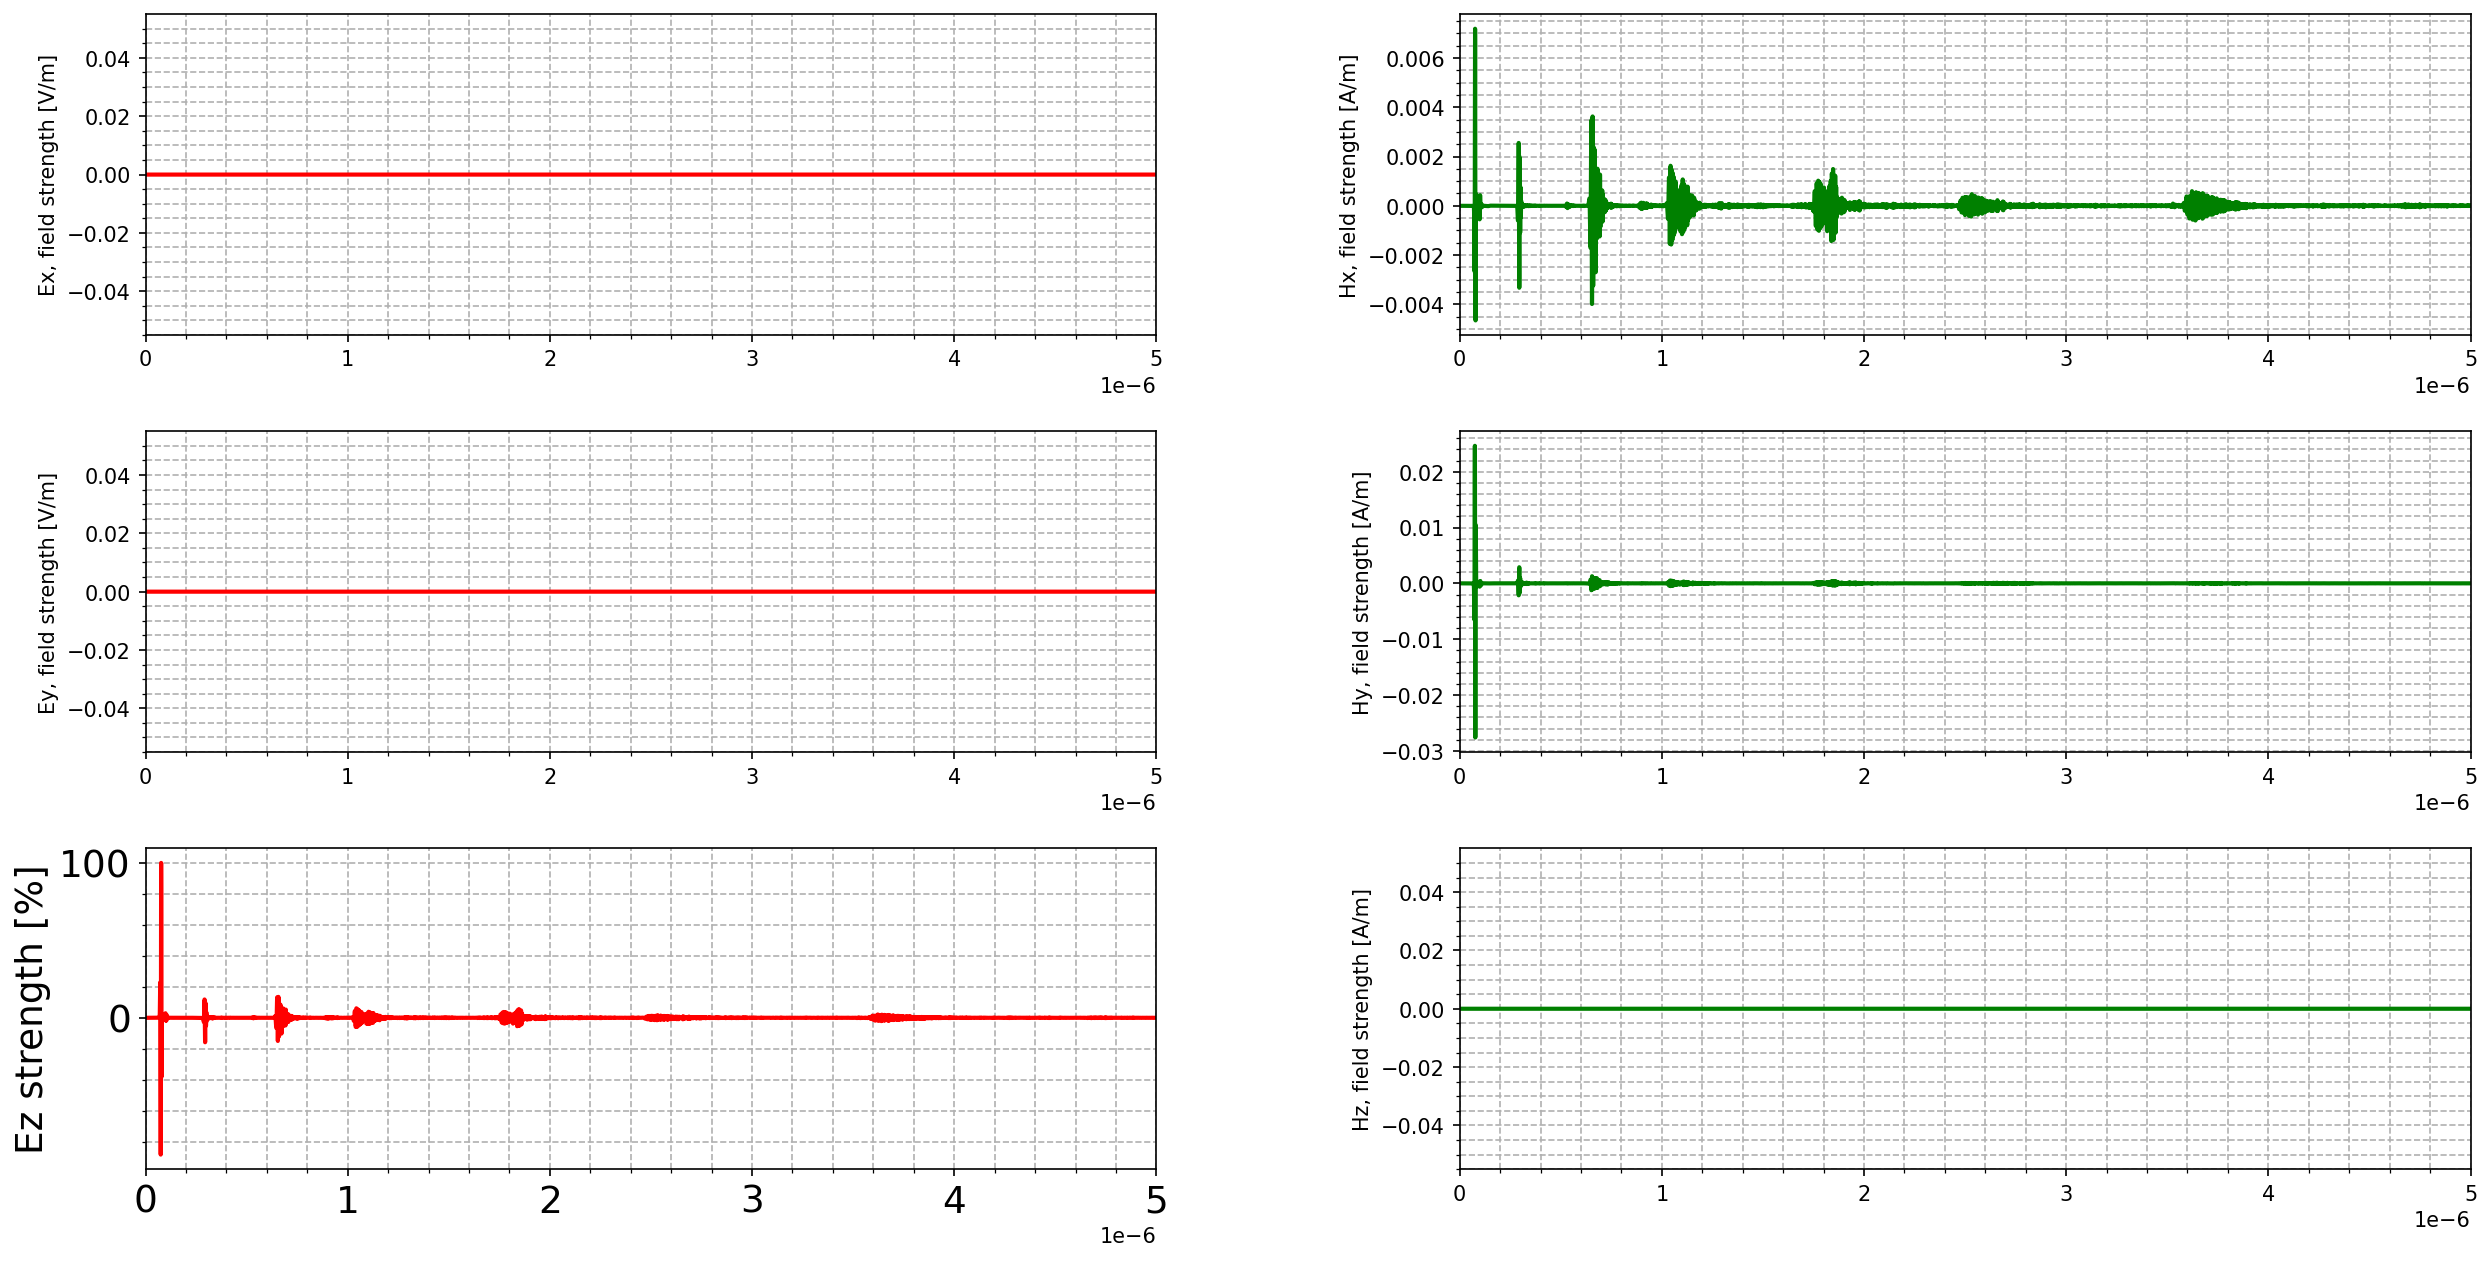 Ex, field strength [V/m]
0.04
0.02
0.00
−0.02
−0.04
0 1 2 3 4 5
1e−6
Hx, field strength [A/m]
0.006
0.004
0.002
0.000
−0.002
−0.004
0 1 2 3 4 5
1e−6
Ey, field strength [V/m]
0.04
0.02
0.00
−0.02
−0.04
0 1 2 3 4 5
1e−6
Hy, field strength [A/m]
0.02
0.01
0.00
−0.01
−0.02
−0.03
0 1 2 3 4 5
1e−6
Ez strength [%]
100
0
0 1 2 3 4 5
1e−6
Hz, field strength [A/m]
0.04
0.02
0.00
−0.02
−0.04
0 1 2 3 4 5
1e−6